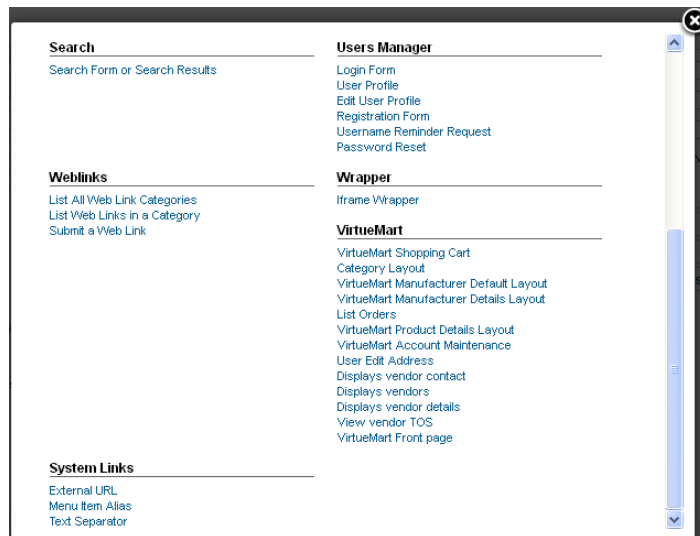 Search
Search Form or Search Results
Users Manager
Login Form
User Profile
Edit User Profile
Registration Form
Username Reminder Request
Password Reset
Weblinks
List All Web Link Categories
List Web Links in a Category
Submit a Web Link
Wrapper
Iframe Wrapper
VirtueMart
VirtueMart Shopping Cart
Category Layout
VirtueMart Manufacturer Default Layout
VirtueMart Manufacturer Details Layout
List Orders
VirtueMart Product Details Layout
VirtueMart Account Maintenance
User Edit Address
Displays vendor contact
Displays vendors
Displays vendor details
View vendor TOS
VirtueMart Front page
System Links
External URL
Menu Item Alias
Text Separator